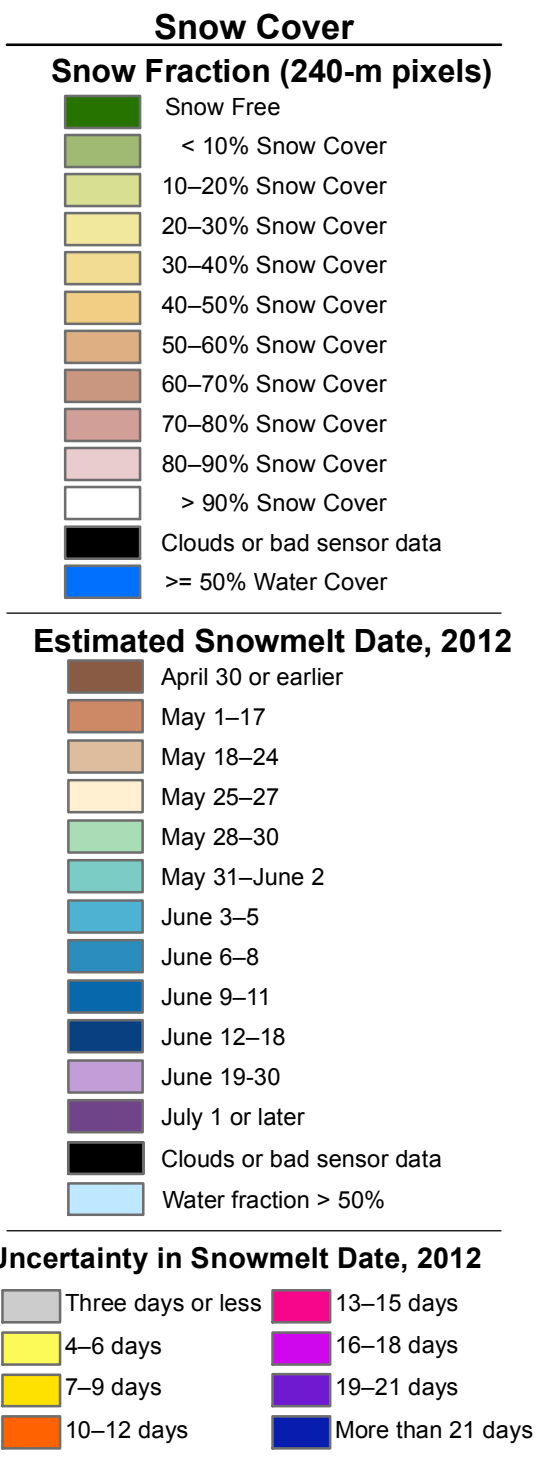 Snow Cover
Snow Fraction (240-m pixels)
Snow Free
< 10% Snow Cover
10–20% Snow Cover
20–30% Snow Cover
30–40% Snow Cover
40–50% Snow Cover
50–60% Snow Cover
60–70% Snow Cover
70–80% Snow Cover
80–90% Snow Cover
> 90% Snow Cover
Clouds or bad sensor data
>= 50% Water Cover
Estimated Snowmelt Date, 2012
April 30 or earlier
May 1–17
May 18–24
May 25–27
May 28–30
May 31–June 2
June 3–5
June 6–8
June 9–11
June 12–18
June 19-30
July 1 or later
Clouds or bad sensor data
Water fraction > 50%
Uncertainty in Snowmelt Date, 2012
Three days or less
4–6 days
7–9 days
10–12 days
13–15 days
16–18 days
19–21 days
More than 21 days